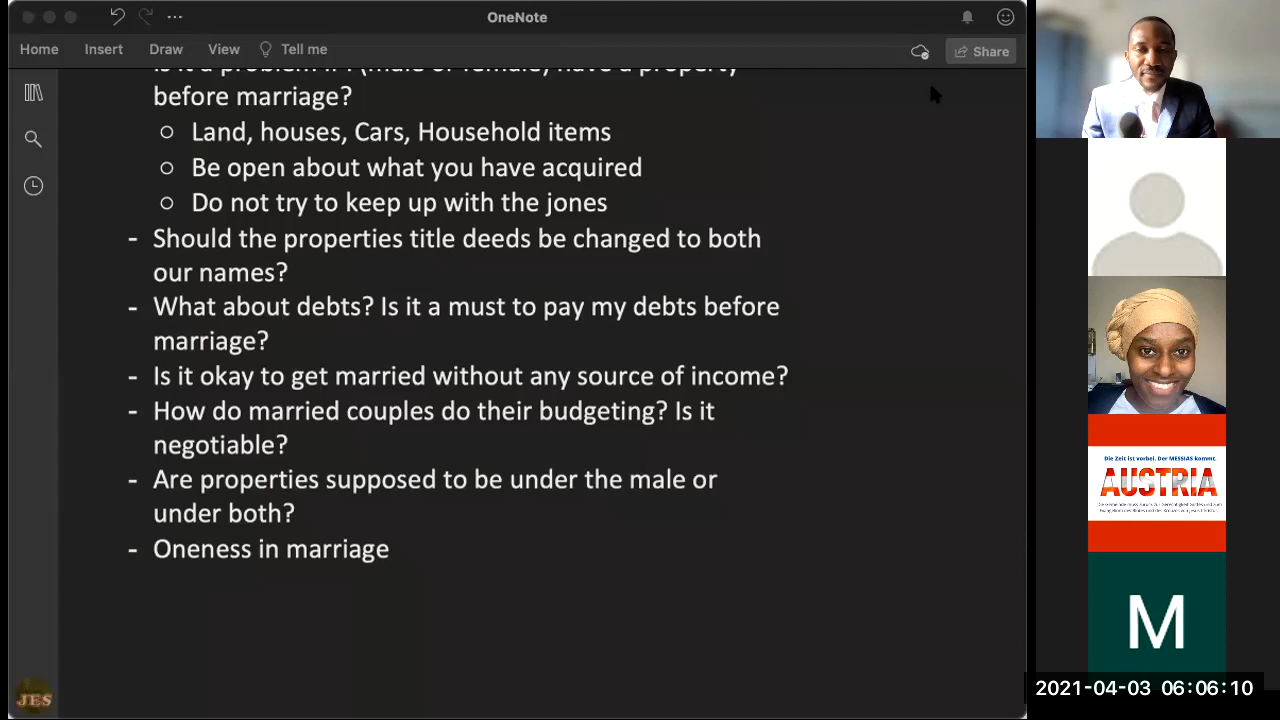 OneNote
Home Insert Draw View Tell me Share
before marriage?
Land, houses, Cars, Household items
Be open about what you have acquired
Do not try to keep up with the jones
- Should the properties title deeds be changed to both
our names?
- What about debts? Is it a must to pay my debts before
marriage?
- Is it okay to get married without any source of income?
- How do married couples do their budgeting? Is it
negotiable?
- Are properties supposed to be under the male or
under both?
- Oneness in marriage
JES
Die Zeit ist vorbei. Der MESSIAS kommt.
AUSTRIA
M
2021-04-03 06:06:10